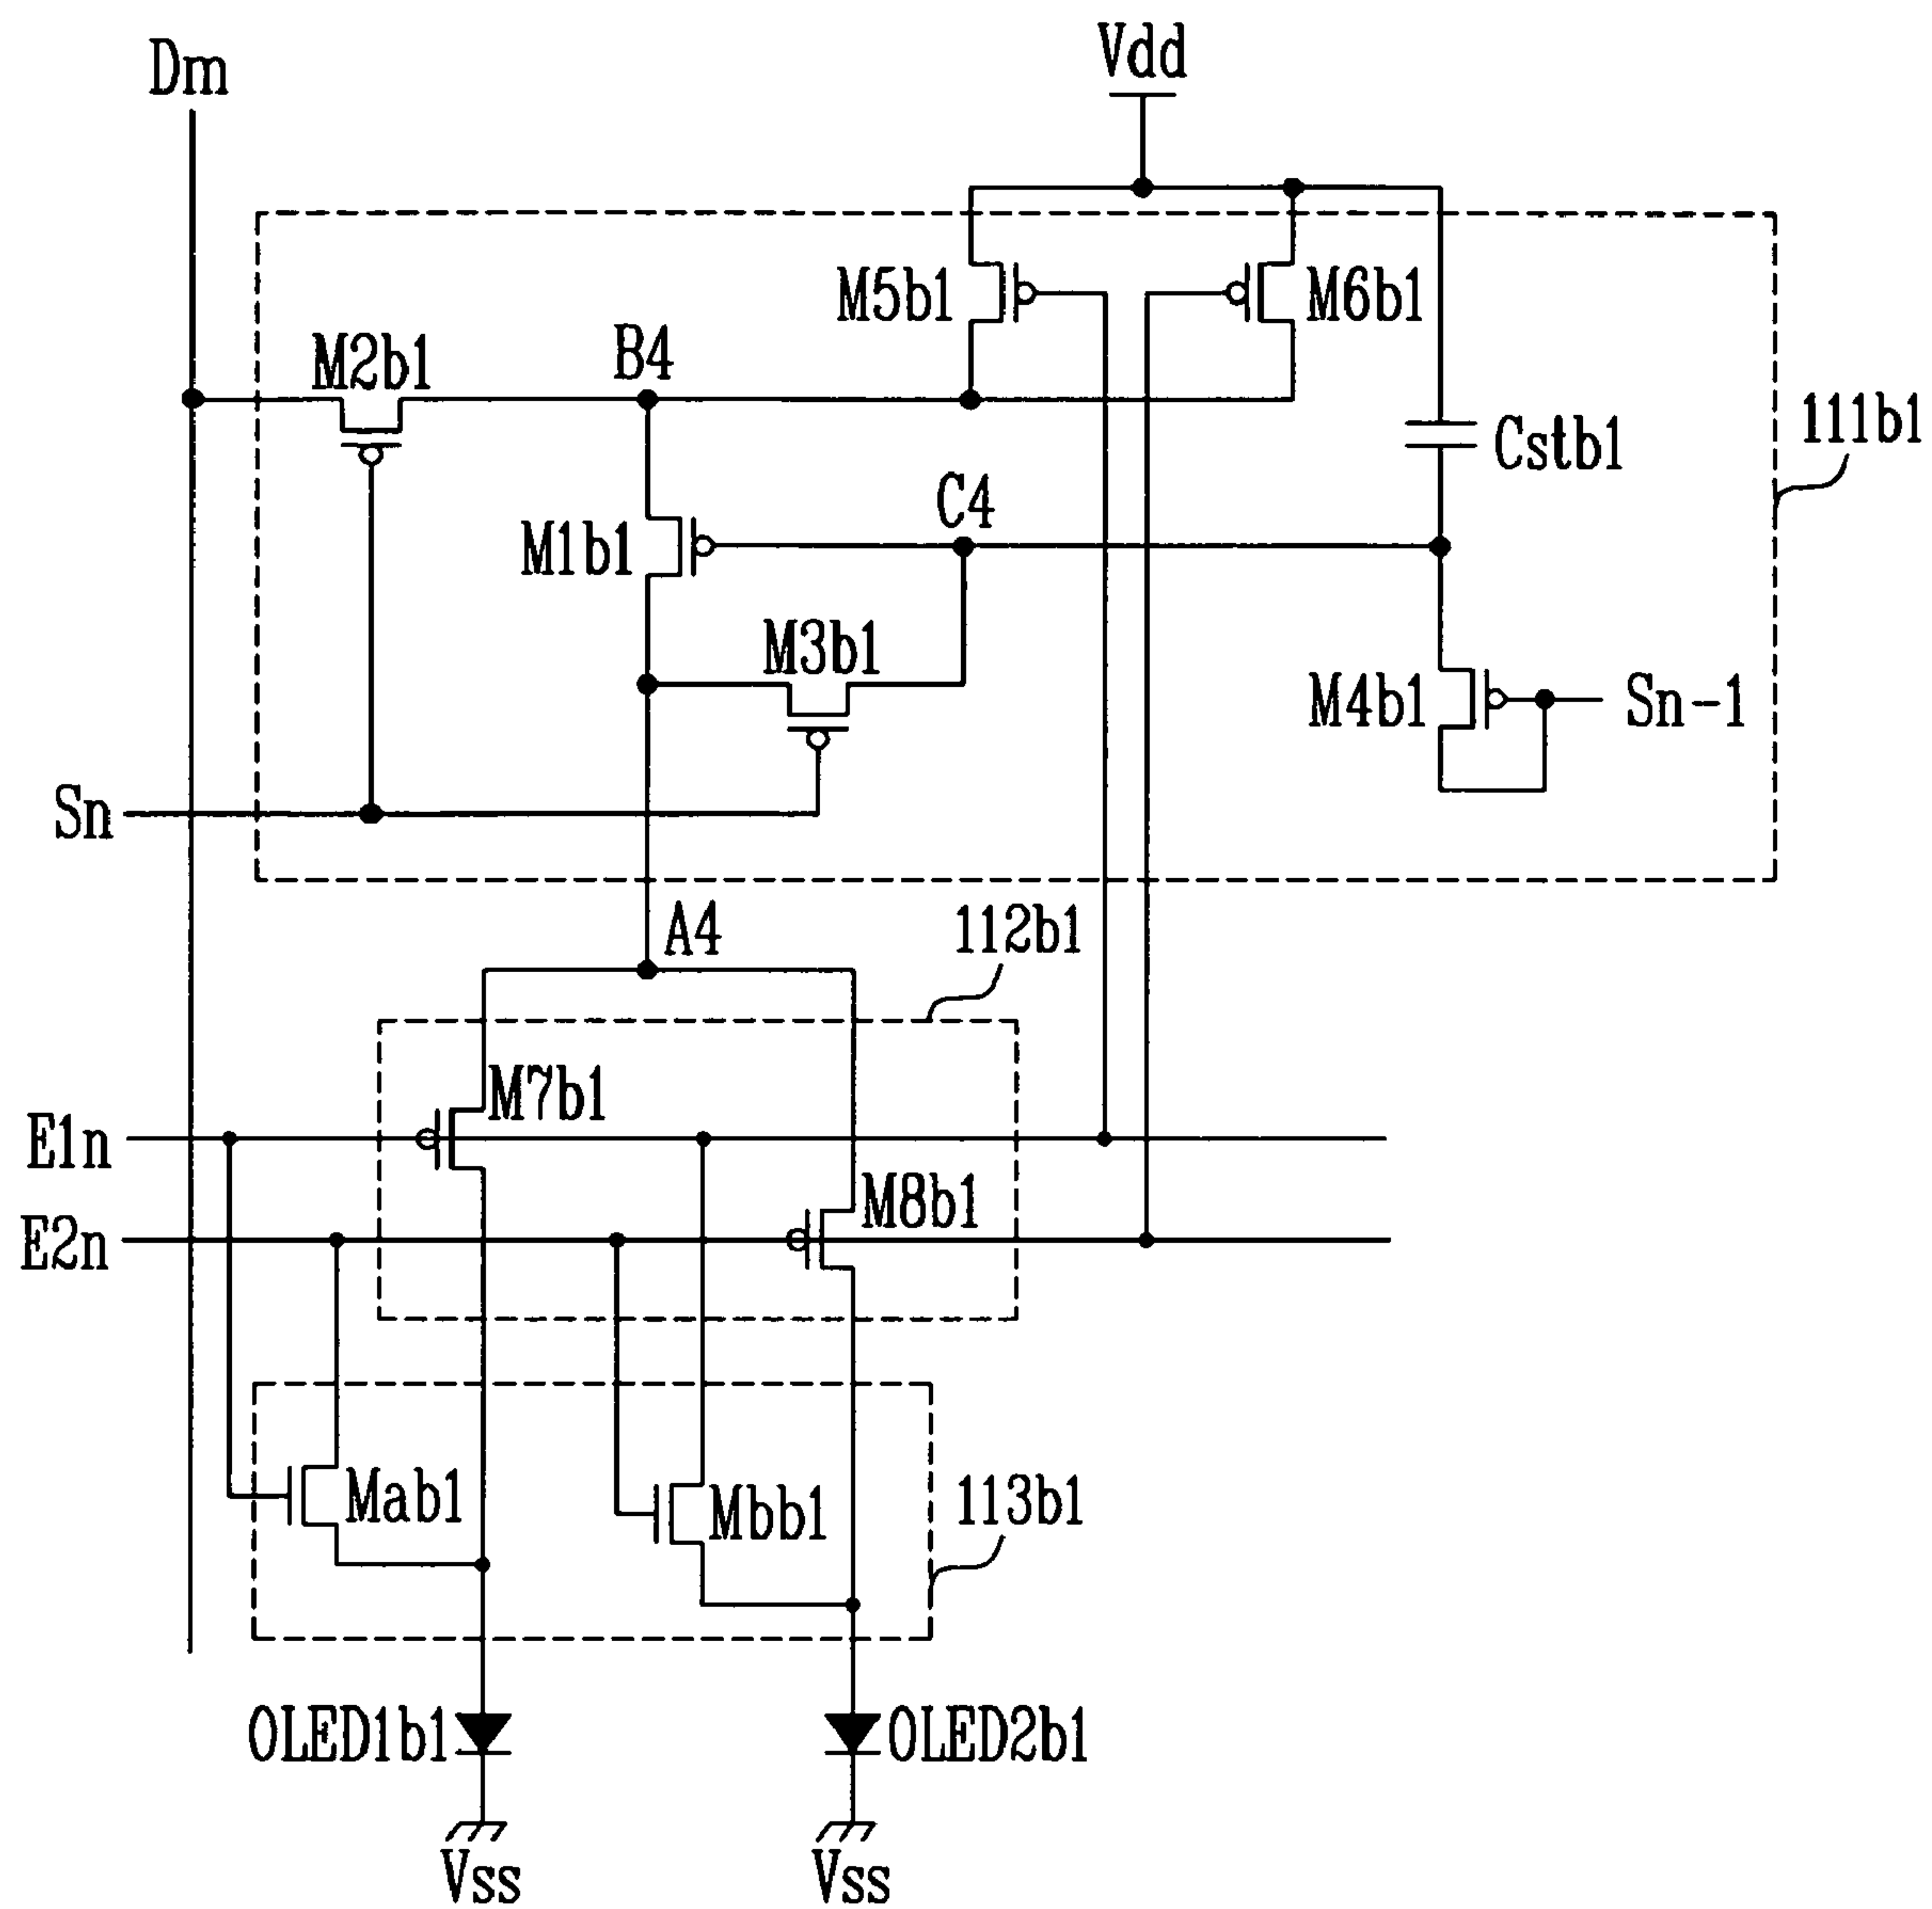 Dm
Vdd
M5b1
M6b1
M2b1
B4
111b1
Cstb1
C4
M1b1
M3b1
M4b1
Sn-1
Sn
A4
112b1
M7b1
E1n
M8b1
E2n
Mab1
Mbb1
113b1
OLED1b1
OLED2b1
Vss
Vss